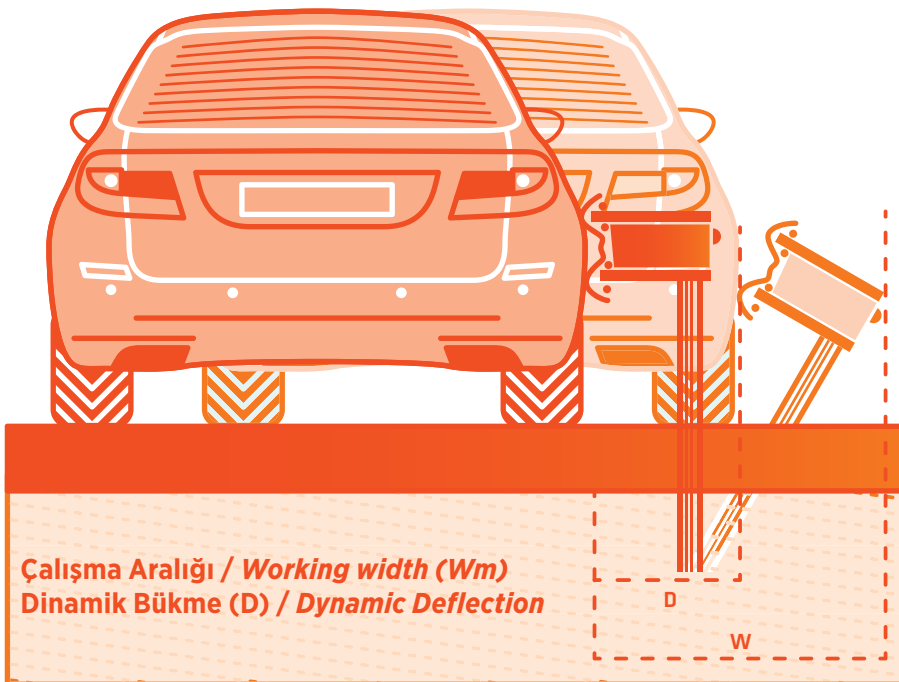 Çalışma Aralığı / Working width (Wm)
Dinamik Bükme (D) / Dynamic Deflection
D
W